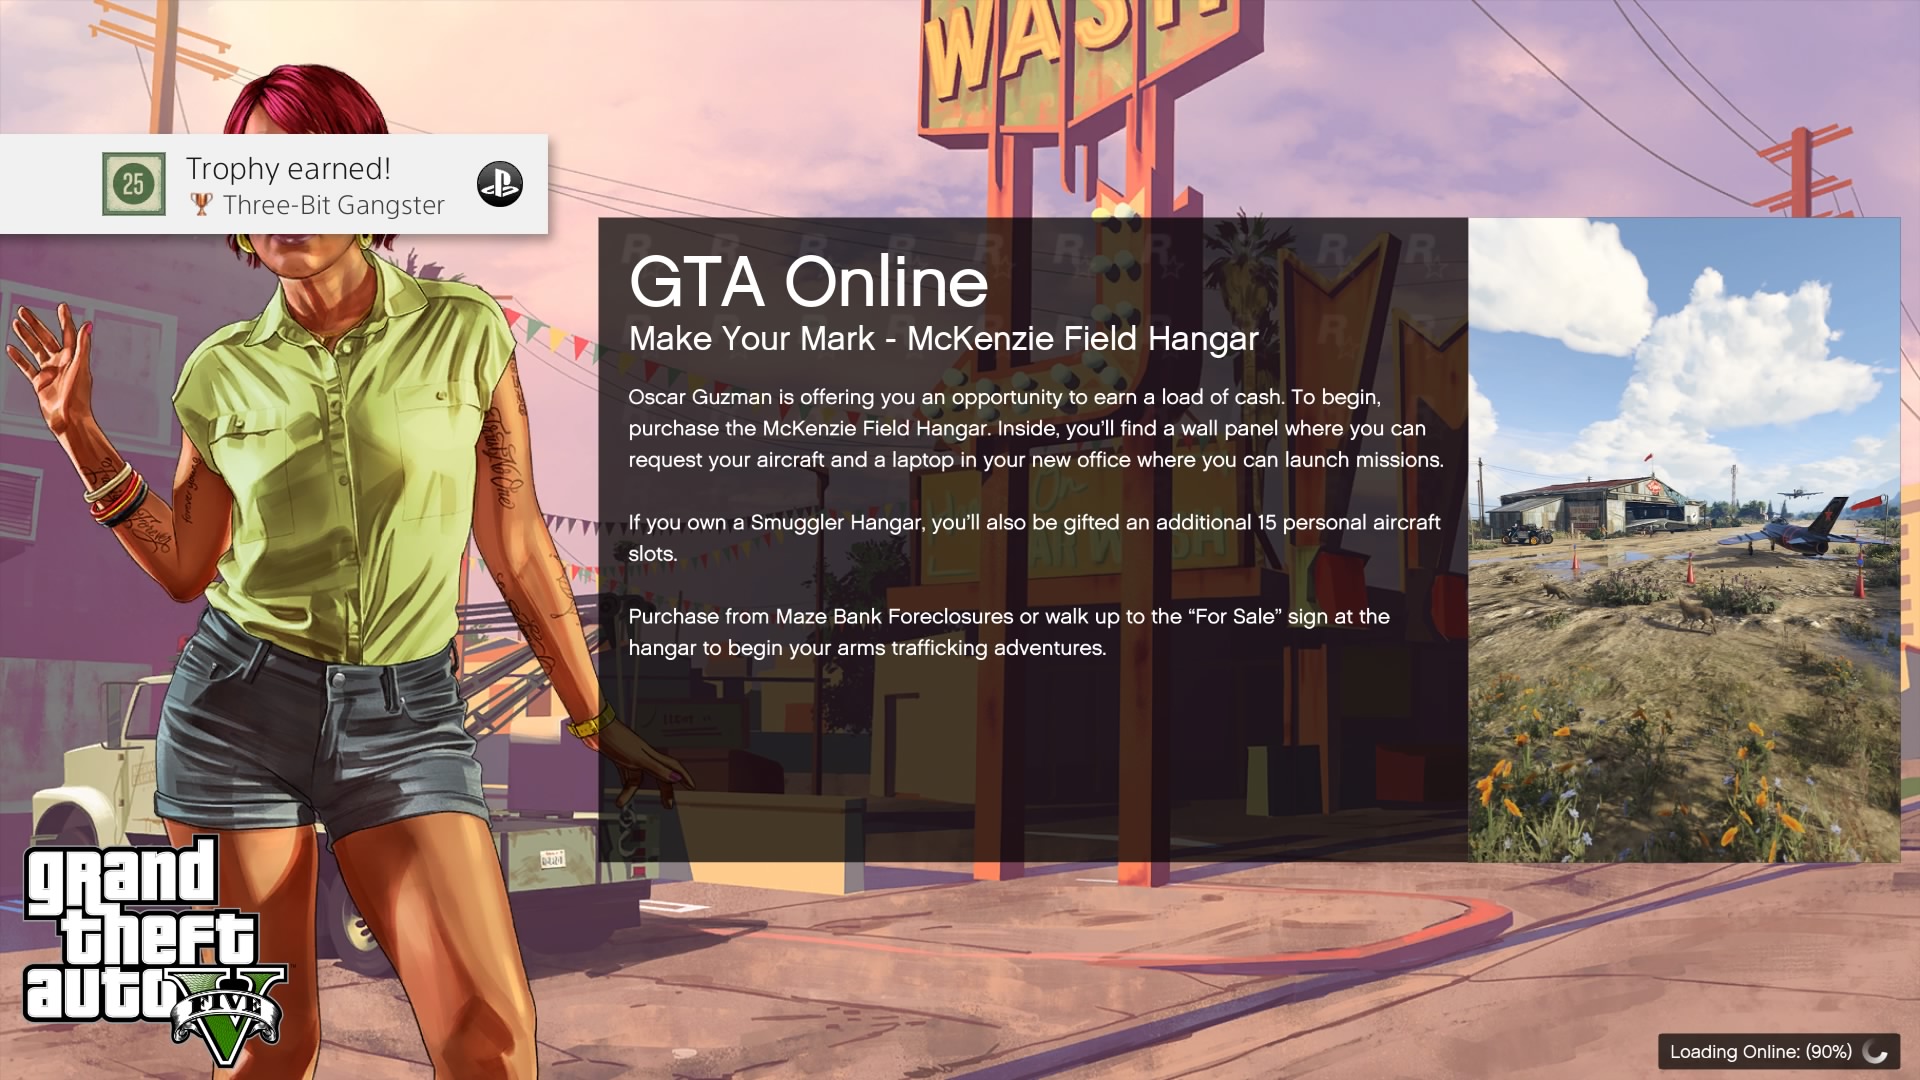 WASH
25
Trophy earned!
Three-Bit Gangster
GTA Online
Make Your Mark - McKenzie Field Hangar
Oscar Guzman is offering you an opportunity to earn a load of cash. To begin,
purchase the McKenzie Field Hangar. Inside, you'll find a wall panel where you can
request your aircraft and a laptop in your new office where you can launch missions.
If you own a Smuggler Hangar, you'll also be gifted an additional 15 personal aircraft
slots.
Purchase from Maze Bank Foreclosures or walk up to the “For Sale” sign at the
hangar to begin your arms trafficking adventures.
grand
theft
auto V
FIVE
Loading Online: (90%)